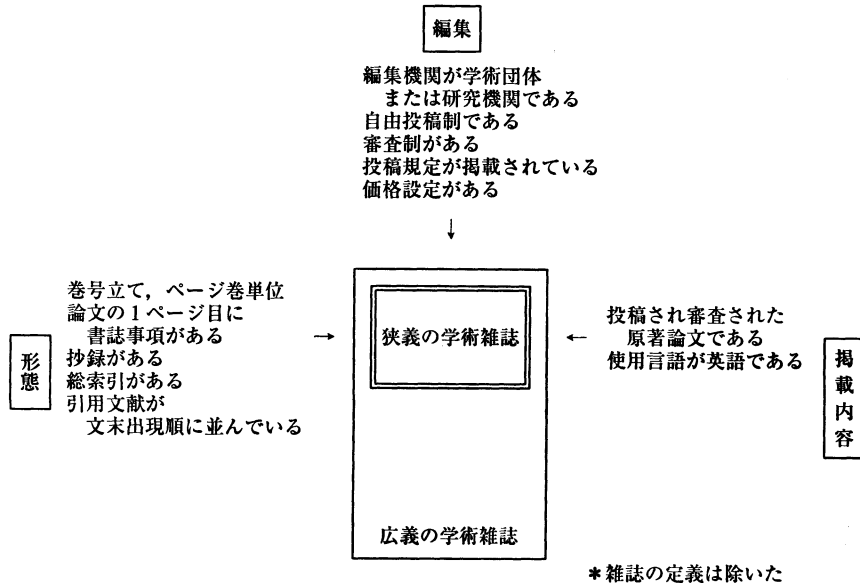 編集
編集機関が学術団体
または研究機関である
自由投稿制である
審査制がある
投稿規定が掲載されている
価格設定がある
↓
形態
巻号立て，ページ巻単位
論文の1ページ目に
書誌事項がある
抄録がある
総索引がある
引用文献が
文末出現順に並んでいる
→
狭義の学術雑誌
広義の学術雑誌
←
投稿され審査された
原著論文である
使用言語が英語である
掲載内容
＊雑誌の定義は除いた